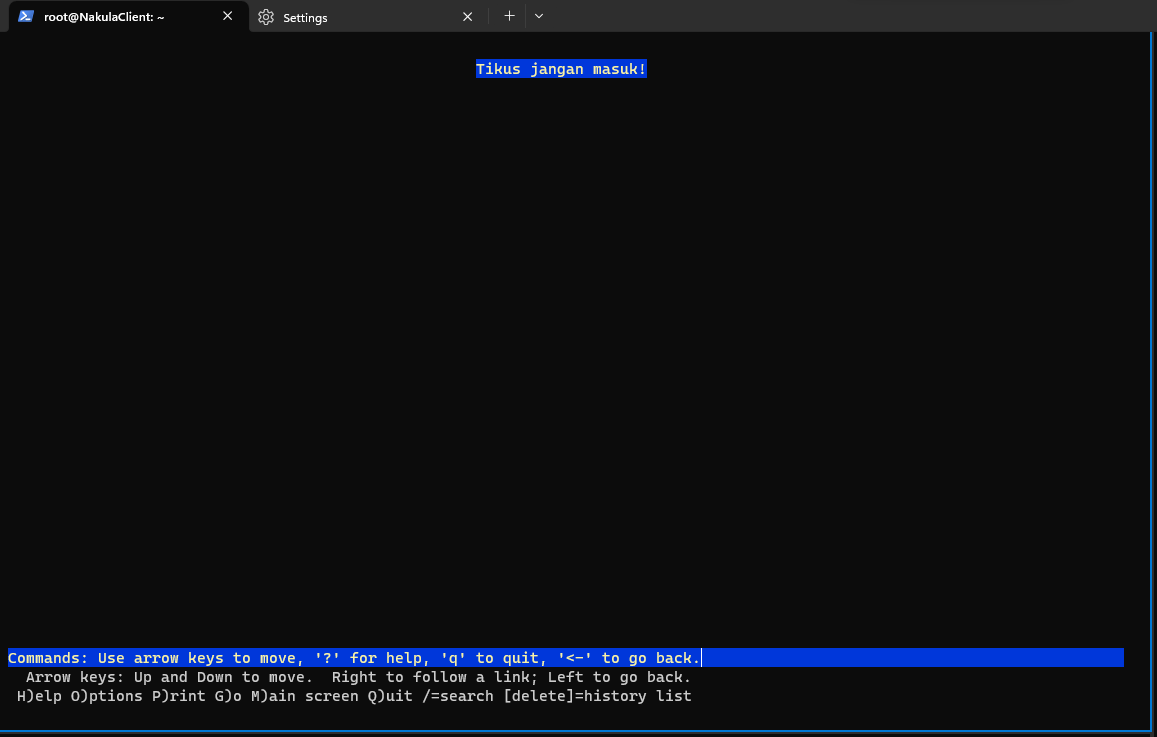 root@NakulaClient: ~
Settings
Tikus jangan masuk!
Commands: Use arrow keys to move, '?' for help, 'q' to quit, '<-' to go back.
Arrow keys: Up and Down to move.  Right to follow a link; Left to go back.
H)elp O)ptions P)rint G)o M)ain screen Q)uit /=search [delete]=history list